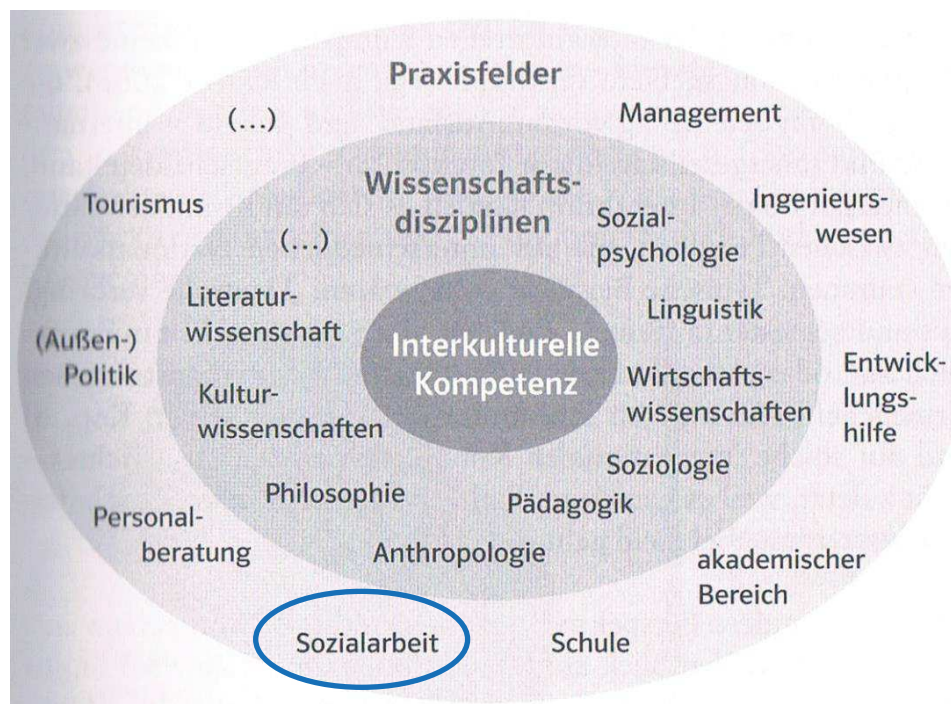 Praxisfelder
(...)
Management
Tourismus
Wissenschafts-
disziplinen
Ingenieurs-
wesen
(...)
Sozial-
psychologie
Literatur-
wissenschaft
Linguistik
(Außen-)
Politik
Interkulturelle
Kompetenz
Entwick-
lungs-
hilfe
Kultur-
wissenschaften
Wirtschafts-
wissenschaften
Soziologie
Philosophie
Pädagogik
Personal-
beratung
Anthropologie
akademischer
Bereich
Sozialarbeit
Schule